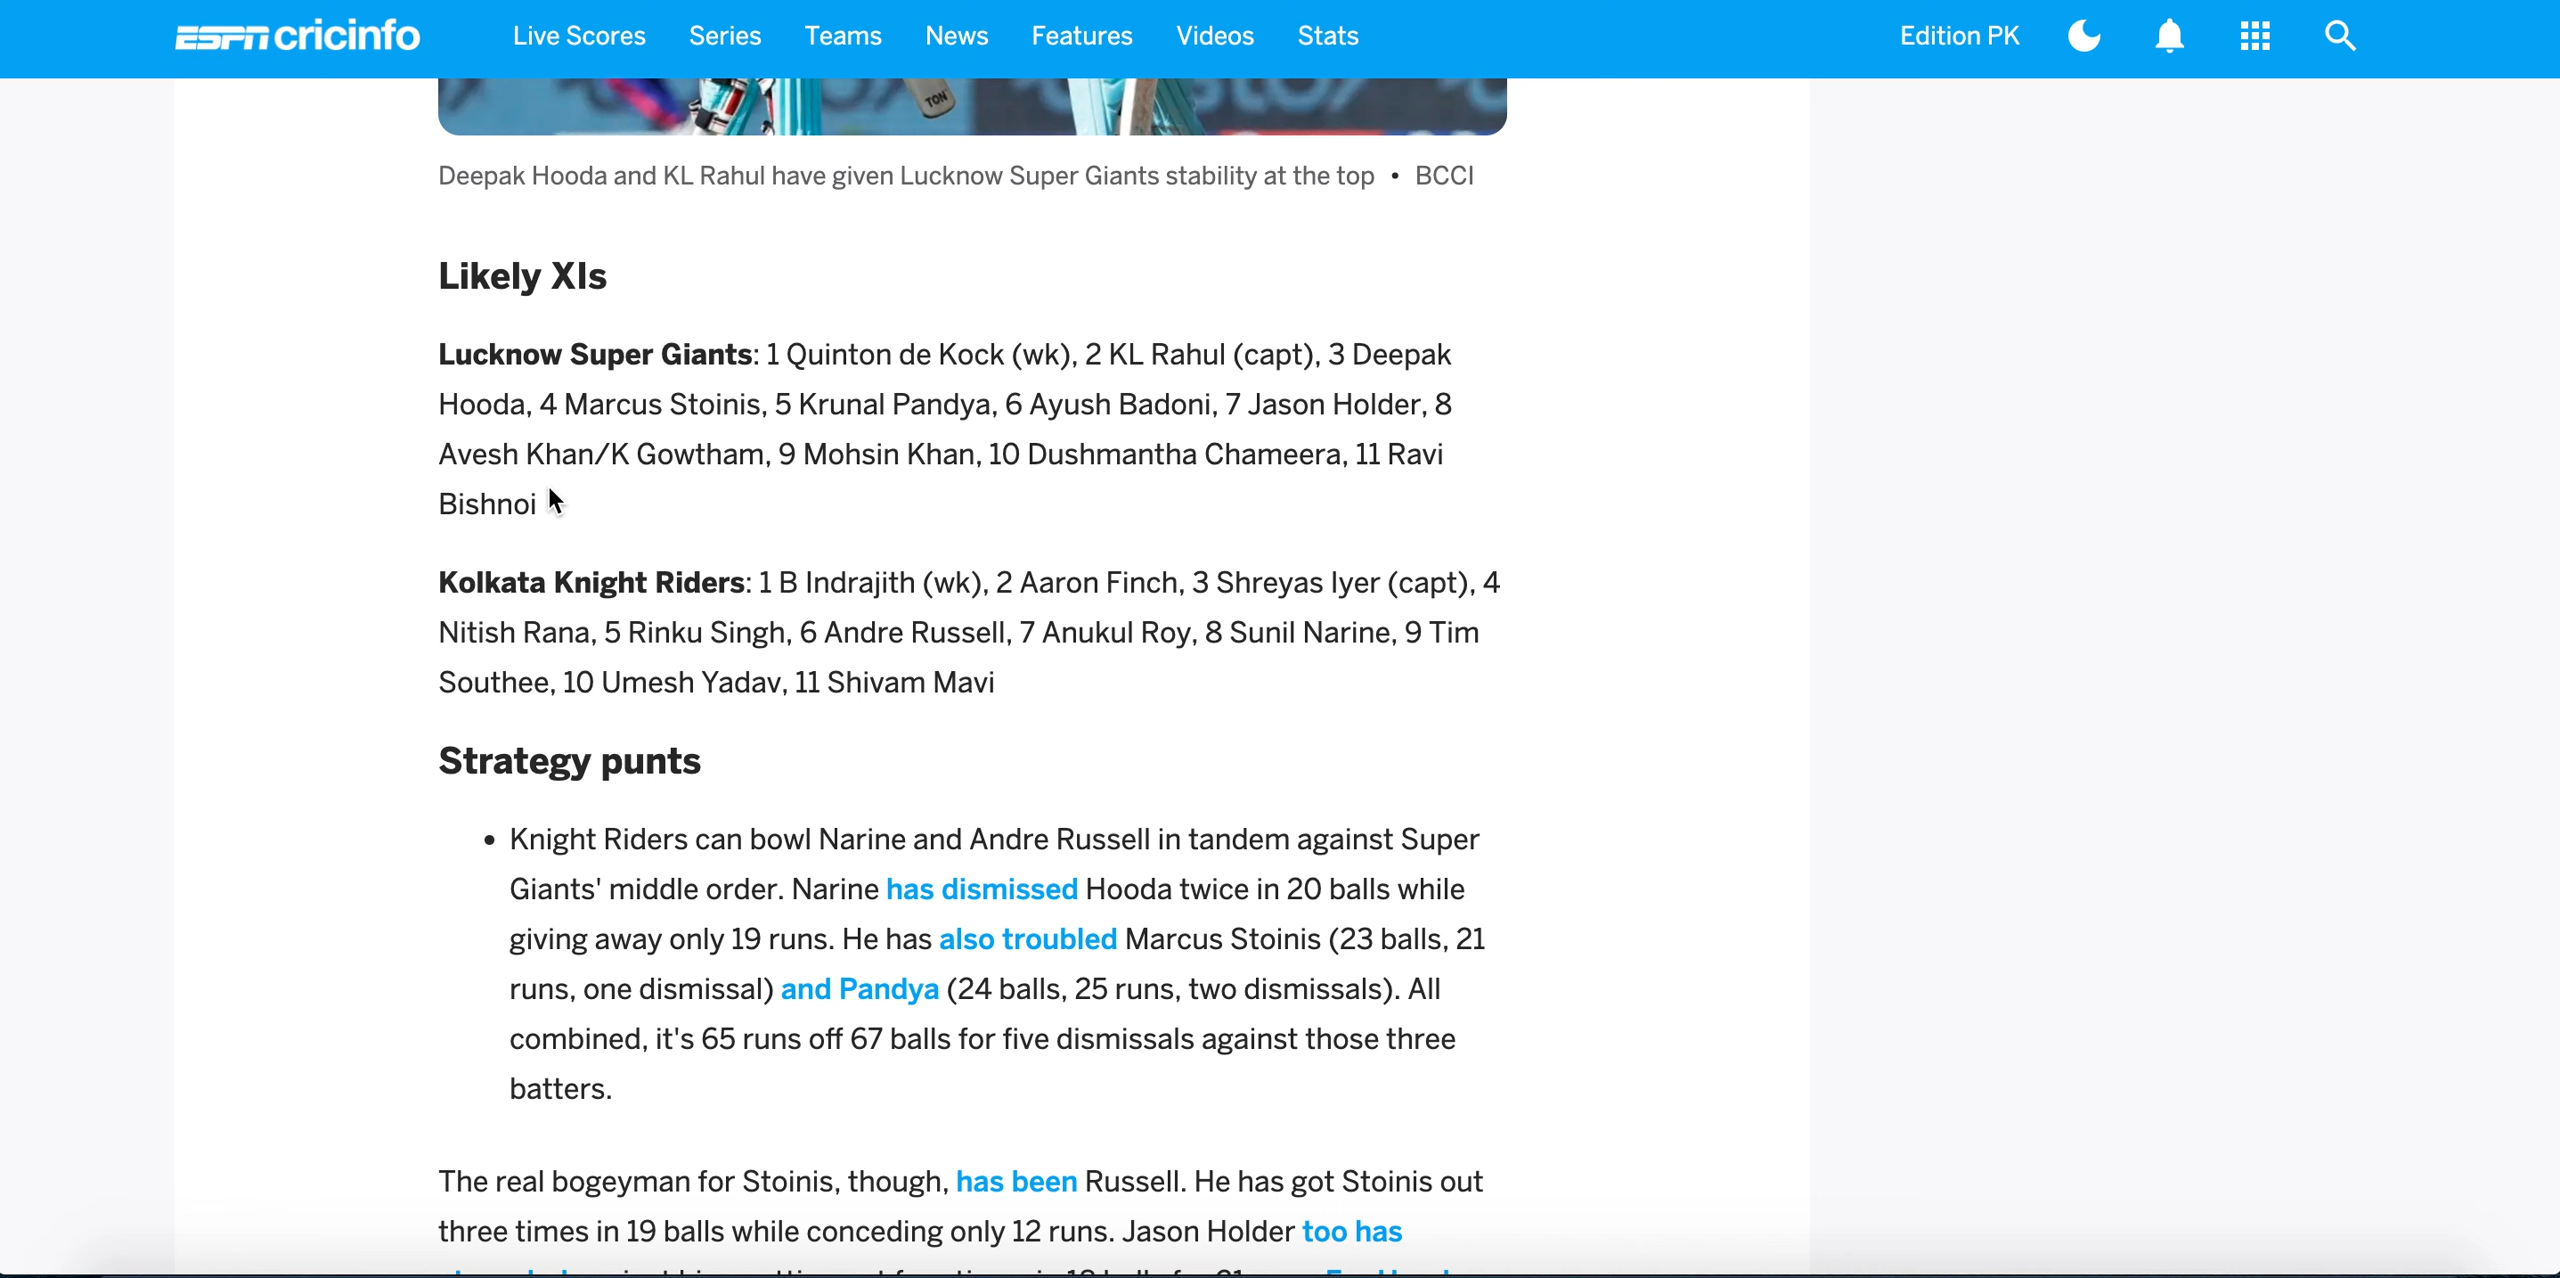 ESPN cricinfo Live Scores Series Teams News Features Videos Stats Edition PK
TON
Deepak Hooda and KL Rahul have given Lucknow Super Giants stability at the top • BCCI
Likely XIs
Lucknow Super Giants: 1 Quinton de Kock (wk), 2 KL Rahul (capt), 3 Deepak
Hooda, 4 Marcus Stoinis, 5 Krunal Pandya, 6 Ayush Badoni, 7 Jason Holder, 8
Avesh Khan/K Gowtham, 9 Mohsin Khan, 10 Dushmantha Chameera, 11 Ravi
Bishnoi
Kolkata Knight Riders: 1 B Indrajith (wk), 2 Aaron Finch, 3 Shreyas Iyer (capt), 4
Nitish Rana, 5 Rinku Singh, 6 Andre Russell, 7 Anukul Roy, 8 Sunil Narine, 9 Tim
Southee, 10 Umesh Yadav, 11 Shivam Mavi
Strategy punts
• Knight Riders can bowl Narine and Andre Russell in tandem against Super
Giants' middle order. Narine has dismissed Hooda twice in 20 balls while
giving away only 19 runs. He has also troubled Marcus Stoinis (23 balls, 21
runs, one dismissal) and Pandya (24 balls, 25 runs, two dismissals). All
combined, it's 65 runs off 67 balls for five dismissals against those three
batters.
The real bogeyman for Stoinis, though, has been Russell. He has got Stoinis out
three times in 19 balls while conceding only 12 runs. Jason Holder too has